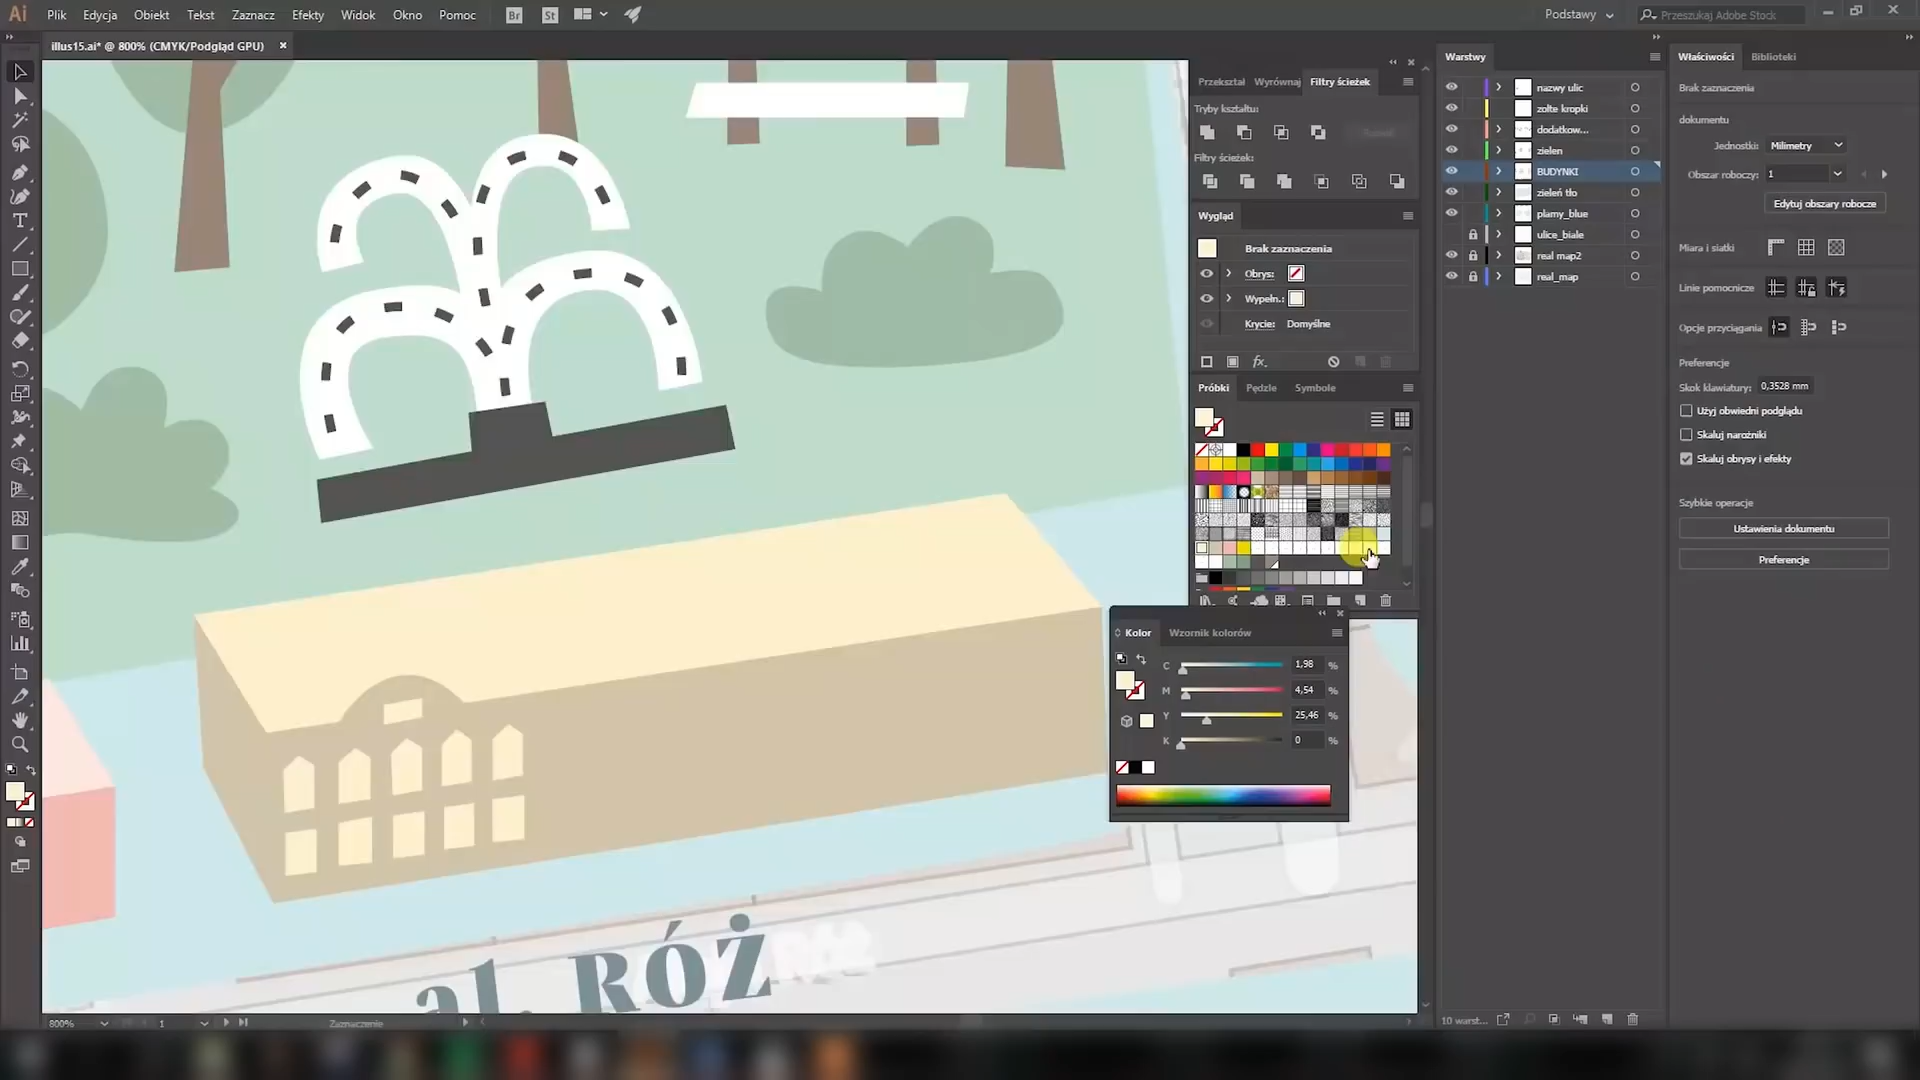 Ai Plik Edycja Obiekt Tekst Zaznacz Efekty Widok Okno Pomoc Br St Podstawy Przeszukaj Adobe Stock
illus15.ai* @ 800% (CMYK/Podgląd GPU)
Przekształ Wyrównaj Filtry ścieżek
Tryby kształtu:
Filtry ścieżek:
Wygląd
Brak zaznaczenia
Obrys:
Wypełn.:
Krycie: Domyślne
fx.
Próbki Pędzle Symbole
Kolor Wzornik kolorów
C 1,98 %
M 4,54 %
Y 25,46 %
K 0 %
Warstwy
nazwy ulic
zołte kropki
dodatkow...
zielen
BUDYNKI
zieleń tło
plamy_blue
ulice_biale
real map2
real_map
10 warst...
Właściwości Biblioteki
Brak zaznaczenia
dokumentu
Jednostki: Milimetry
Obszar roboczy: 1
Edytuj obszary robocze
Miara i siatki
Linie pomocnicze
Opcje przyciągania
Preferencje
Skok klawiatury: 0,3528 mm
Użyj obwiedni podglądu
Skaluj narożniki
Skaluj obrysy i efekty
Szybkie operacje
Ustawienia dokumentu
Preferencje
al. RÓŻ
RÓŻ
800% 1 Zaznaczenie